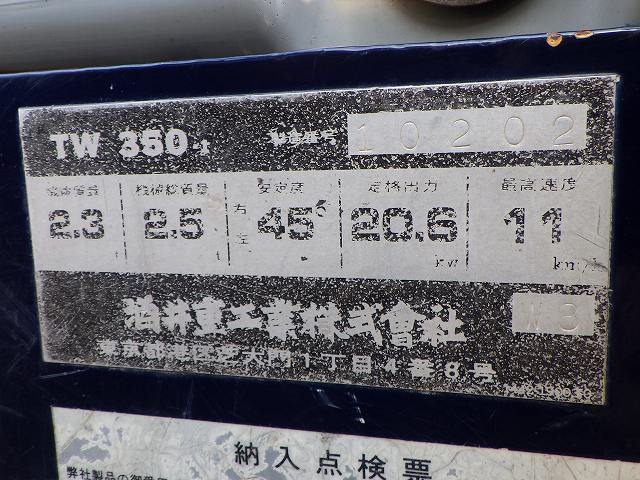 TW 350-1 製造番号 10202
機体質量 機械総質量 安定度 定格出力 最高速度
2.3 t 2.5 t 右左 45° 20.6 kw 11 km/h
酒井重工業株式會社 W3
東京都港区芝大門1丁目4番8号
納入点検票